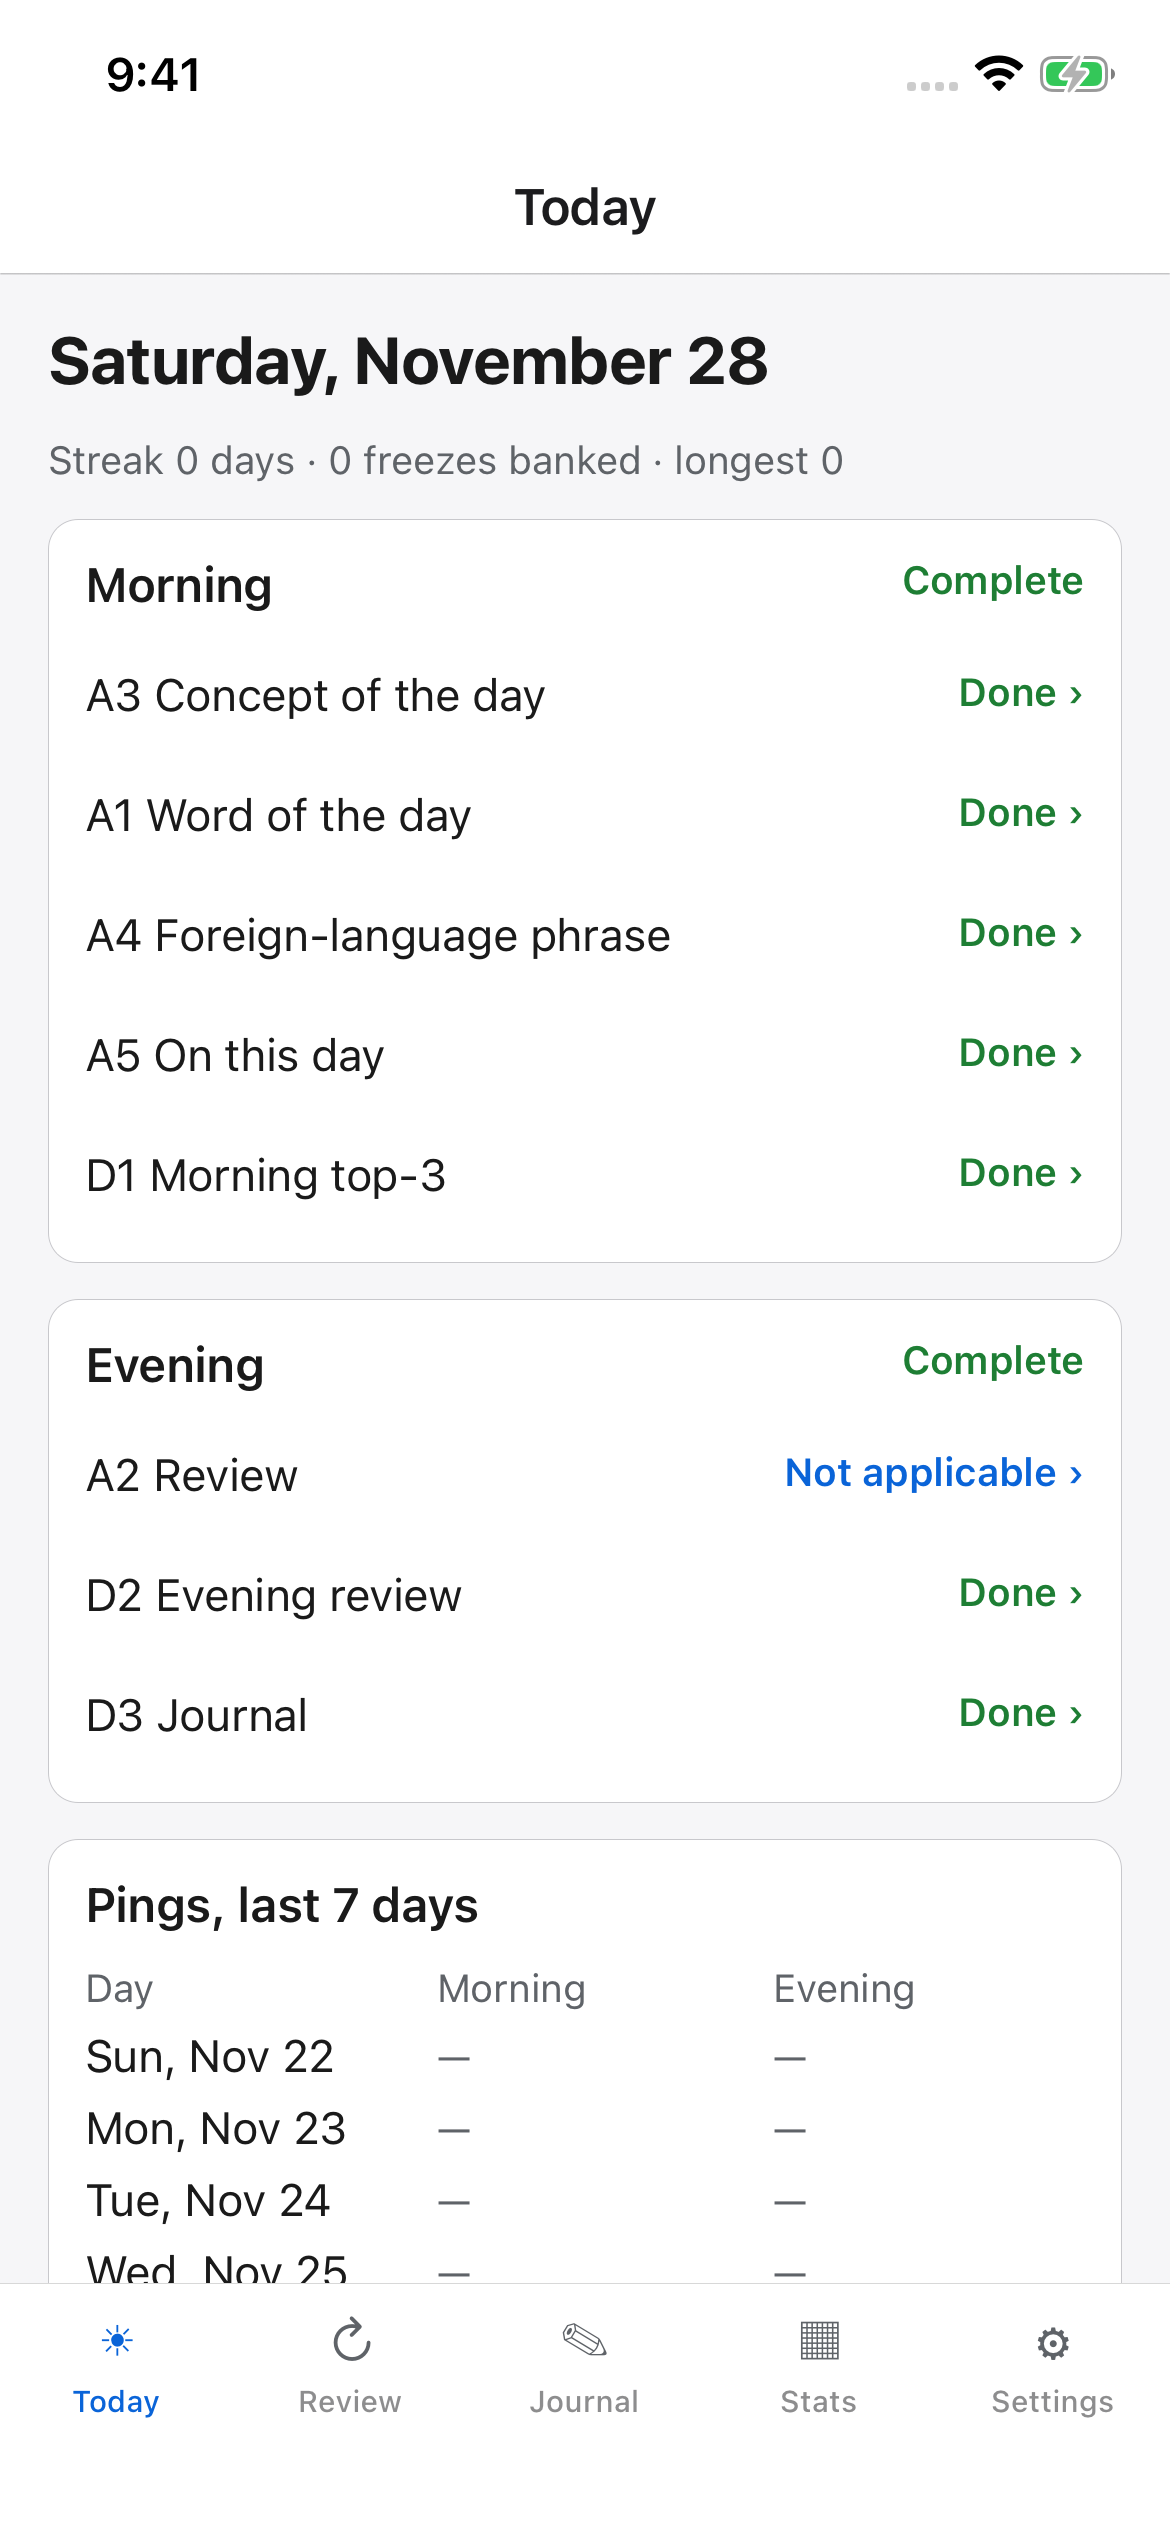 9:41
Today
Saturday, November 28
Streak 0 days · 0 freezes banked · longest 0
Morning Complete
A3 Concept of the day Done ›
A1 Word of the day Done ›
A4 Foreign-language phrase Done ›
A5 On this day Done ›
D1 Morning top-3 Done ›
Evening Complete
A2 Review Not applicable ›
D2 Evening review Done ›
D3 Journal Done ›
Pings, last 7 days
Day Morning Evening
Sun, Nov 22 — —
Mon, Nov 23 — —
Tue, Nov 24 — —
Wed, Nov 25 — —
Today Review Journal Stats Settings